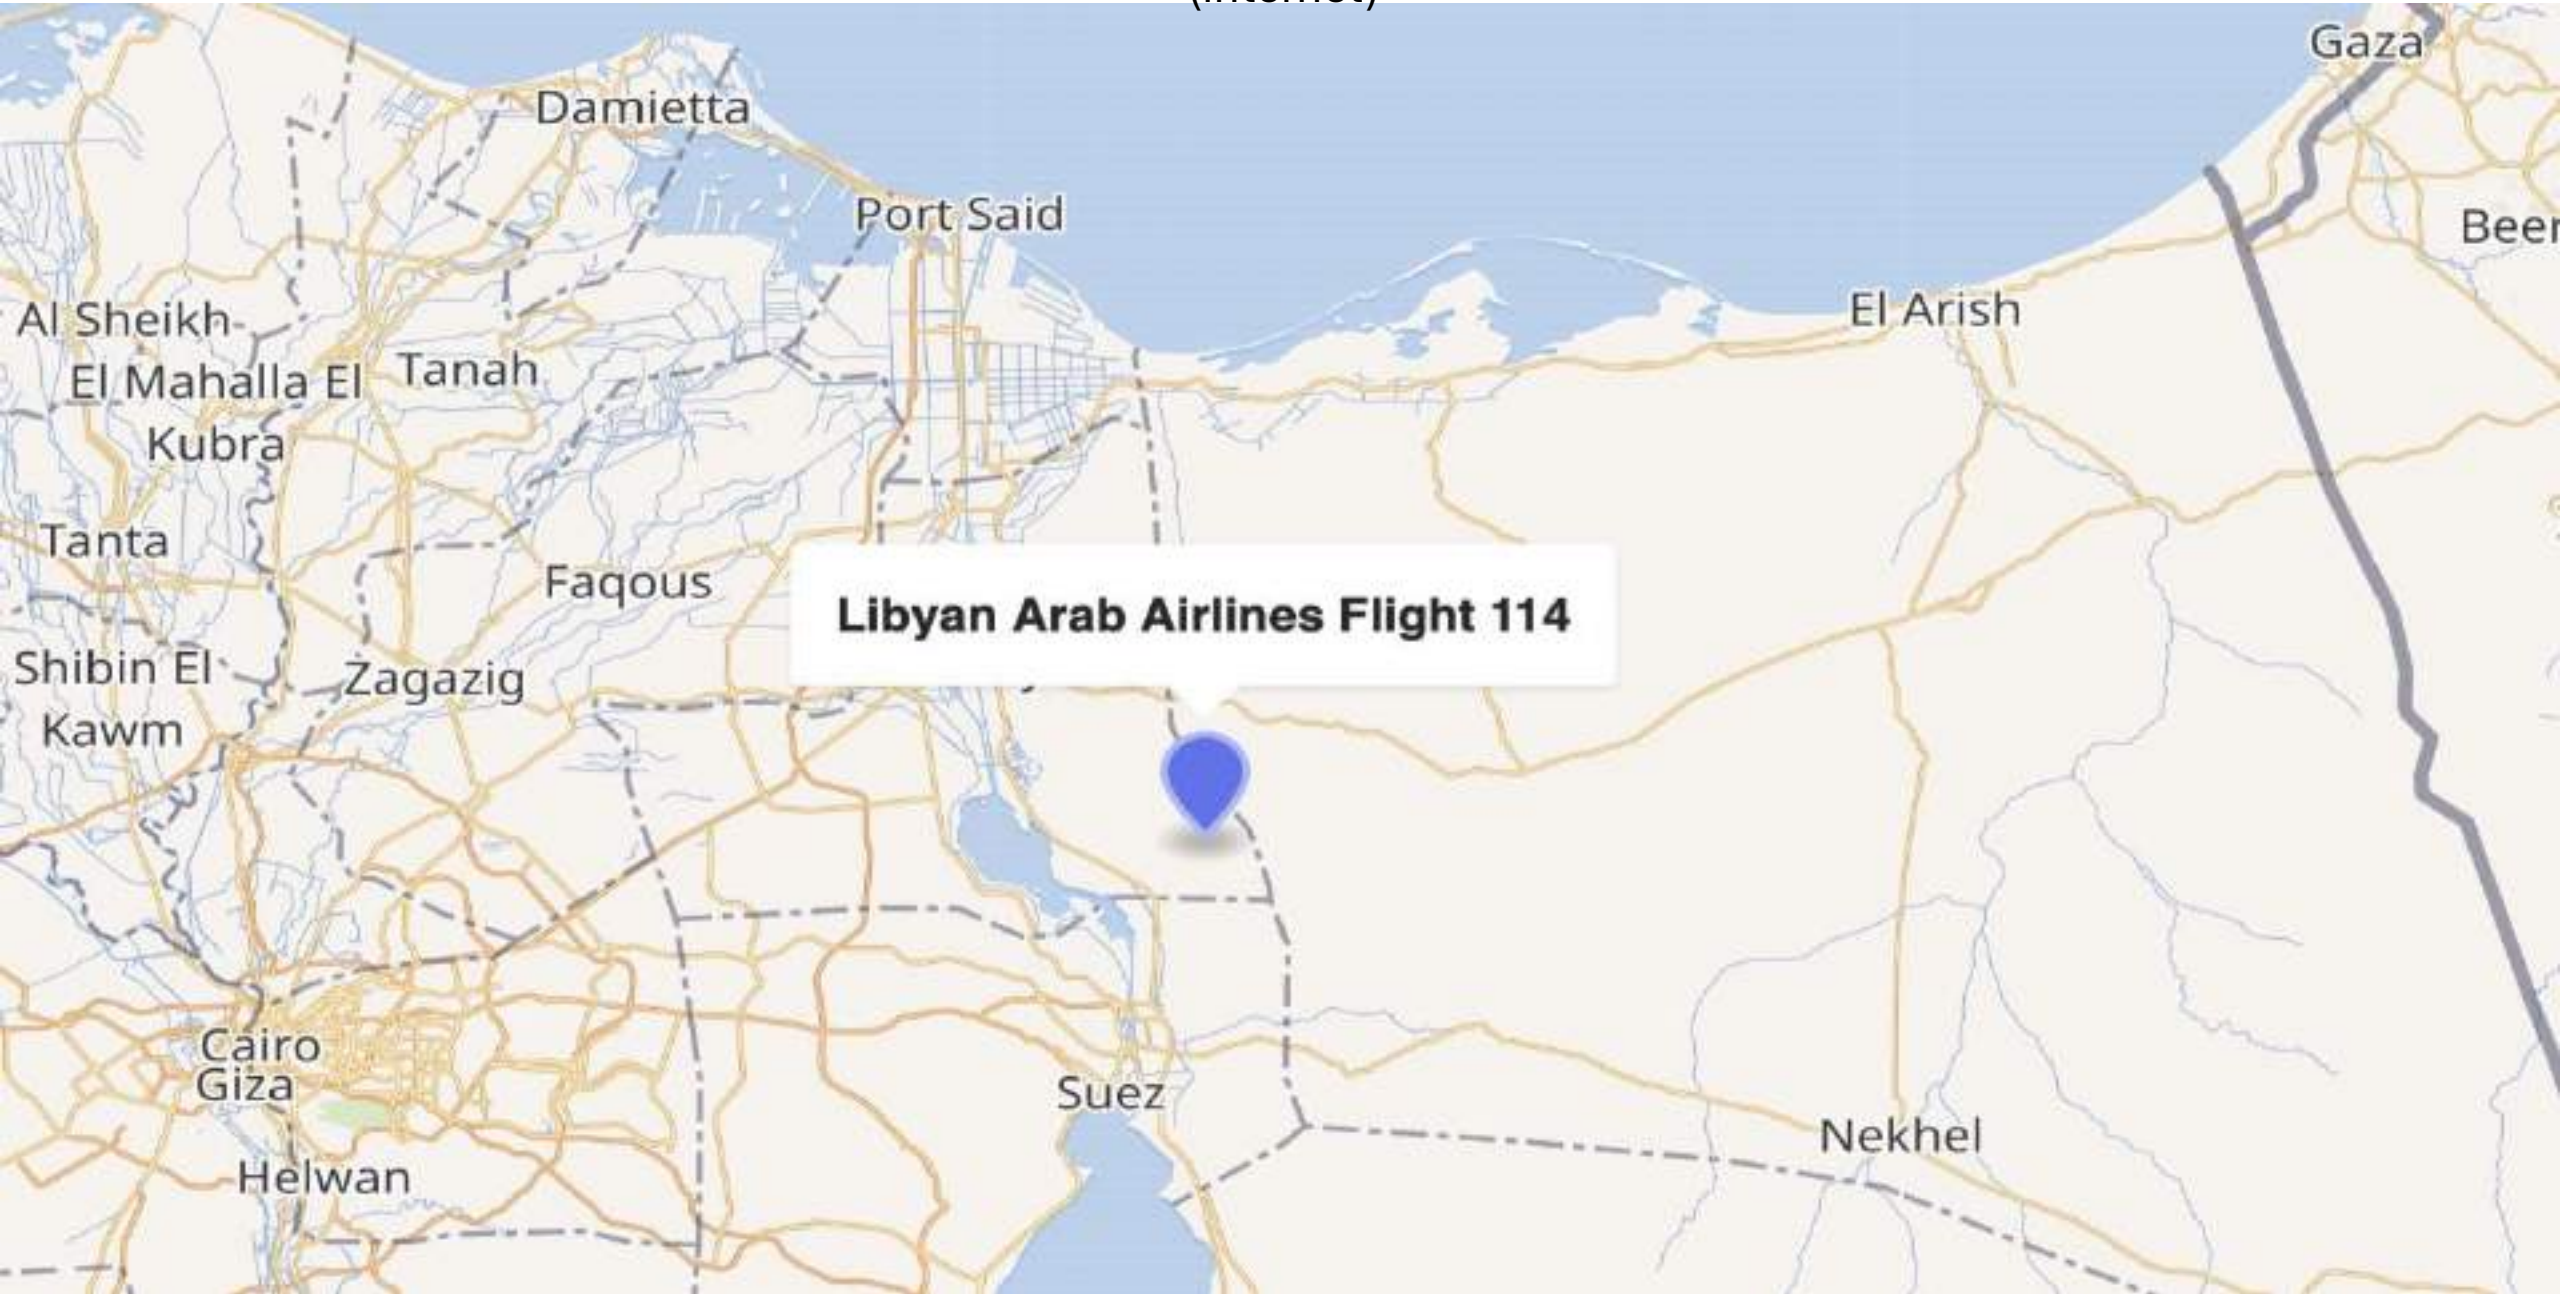 Gaza
Damietta
Port Said
Beer
El Arish
Al Sheikh
El Mahalla El
Kubra
Tanah
Tanta
Faqous
Libyan Arab Airlines Flight 114
Shibin El
Kawm
Zagazig
Cairo
Giza
Suez
Nekhel
Helwan